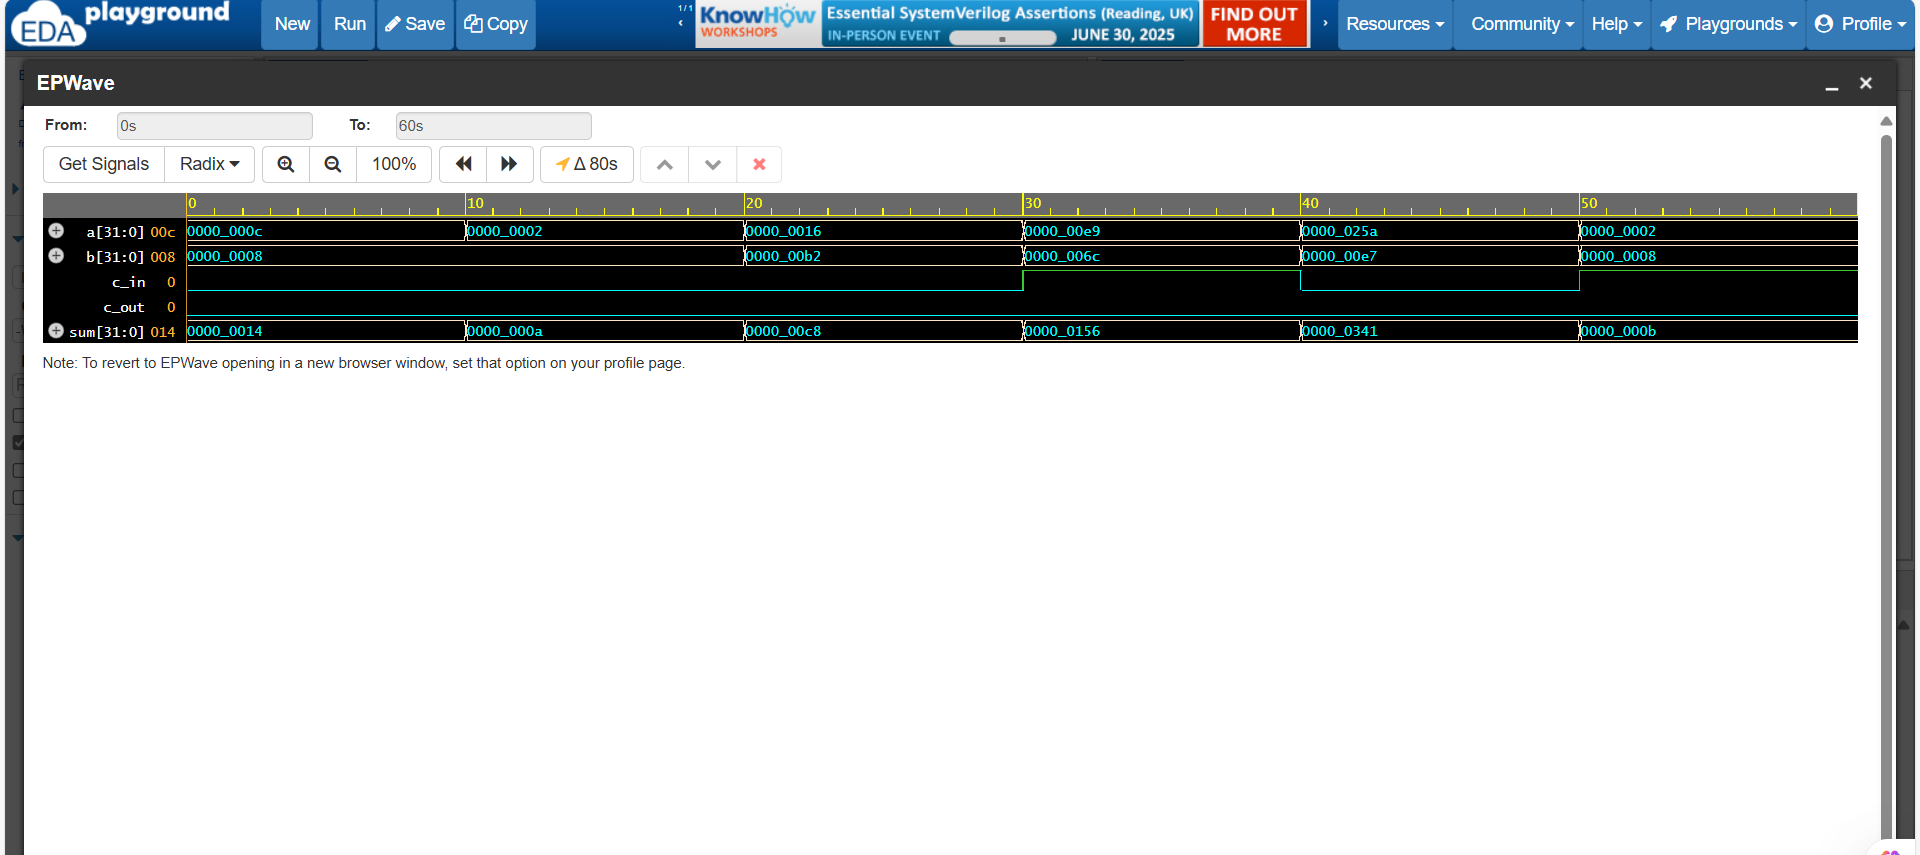 EDA playground
New Run Save Copy
1/1
KnowHow WORKSHOPS
Essential SystemVerilog Assertions (Reading, UK)
IN-PERSON EVENT JUNE 30, 2025
FIND OUT MORE
Resources Community Help Playgrounds Profile
EPWave
From: 0s To: 60s
Get Signals Radix 100% Δ 80s
0 10 20 30 40 50
a[31:0] 00c 0000_000c 0000_0002 0000_0016 0000_00e9 0000_025a 0000_0002
b[31:0] 008 0000_0008 0000_00b2 0000_006c 0000_00e7 0000_0008
c_in 0
c_out 0
sum[31:0] 014 0000_0014 0000_000a 0000_00c8 0000_0156 0000_0341 0000_000b
Note: To revert to EPWave opening in a new browser window, set that option on your profile page.